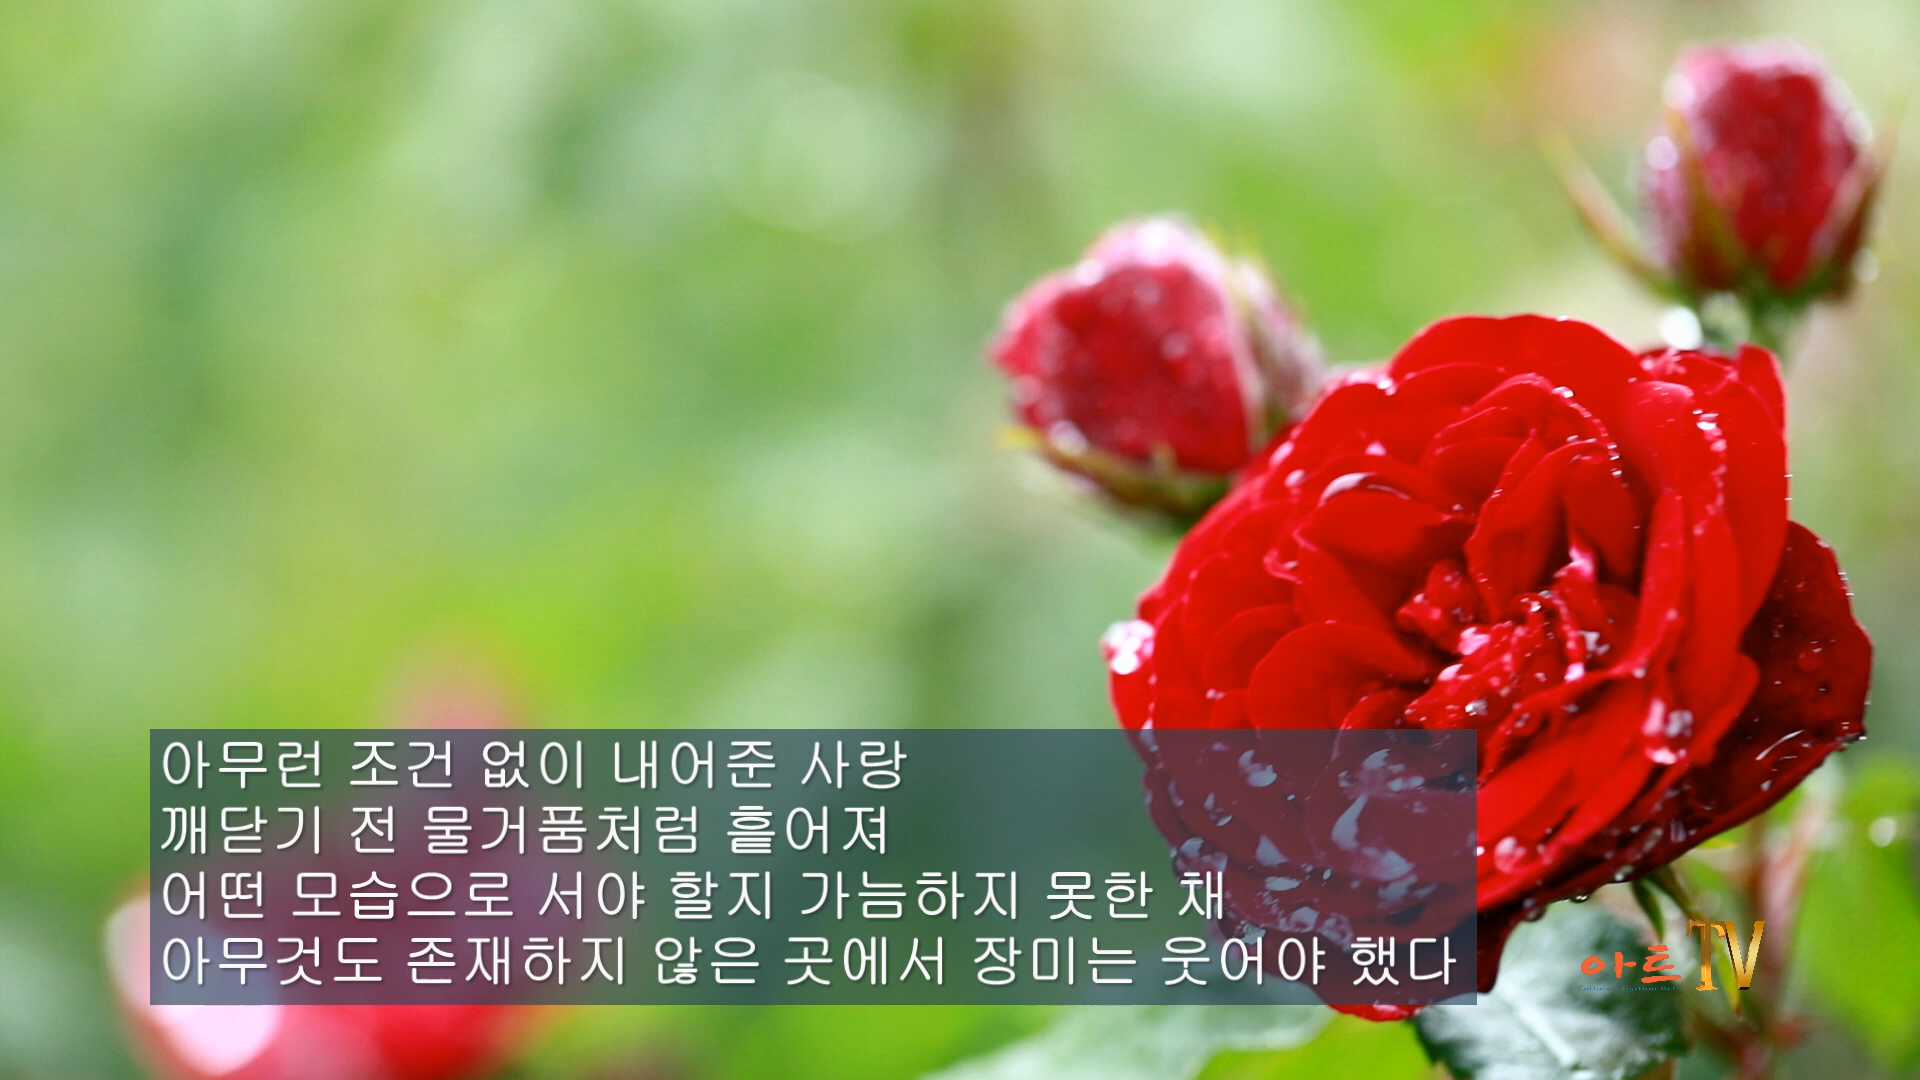 아무런 조건 없이 내어준 사랑
깨닫기 전 물거품처럼 흩어져
어떤 모습으로 서야 할지 가늠하지 못한 채
아무것도 존재하지 않은 곳에서 장미는 웃어야 했다
아트TV